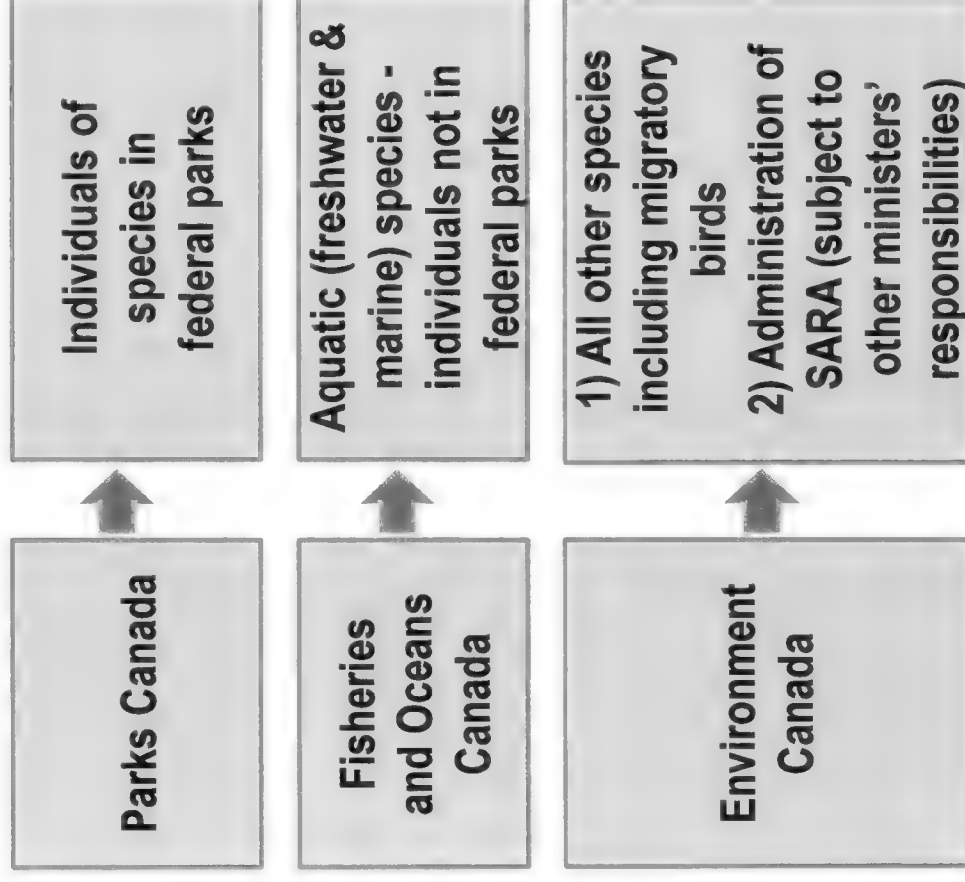 Parks Canada
Individuals of
species in
federal parks
Fisheries
and Oceans
Canada
Aquatic (freshwater &
marine) species -
individuals not in
federal parks
Environment
Canada
1) All other species
including migratory
birds
2) Administration of
SARA (subject to
other ministers'
responsibilities)